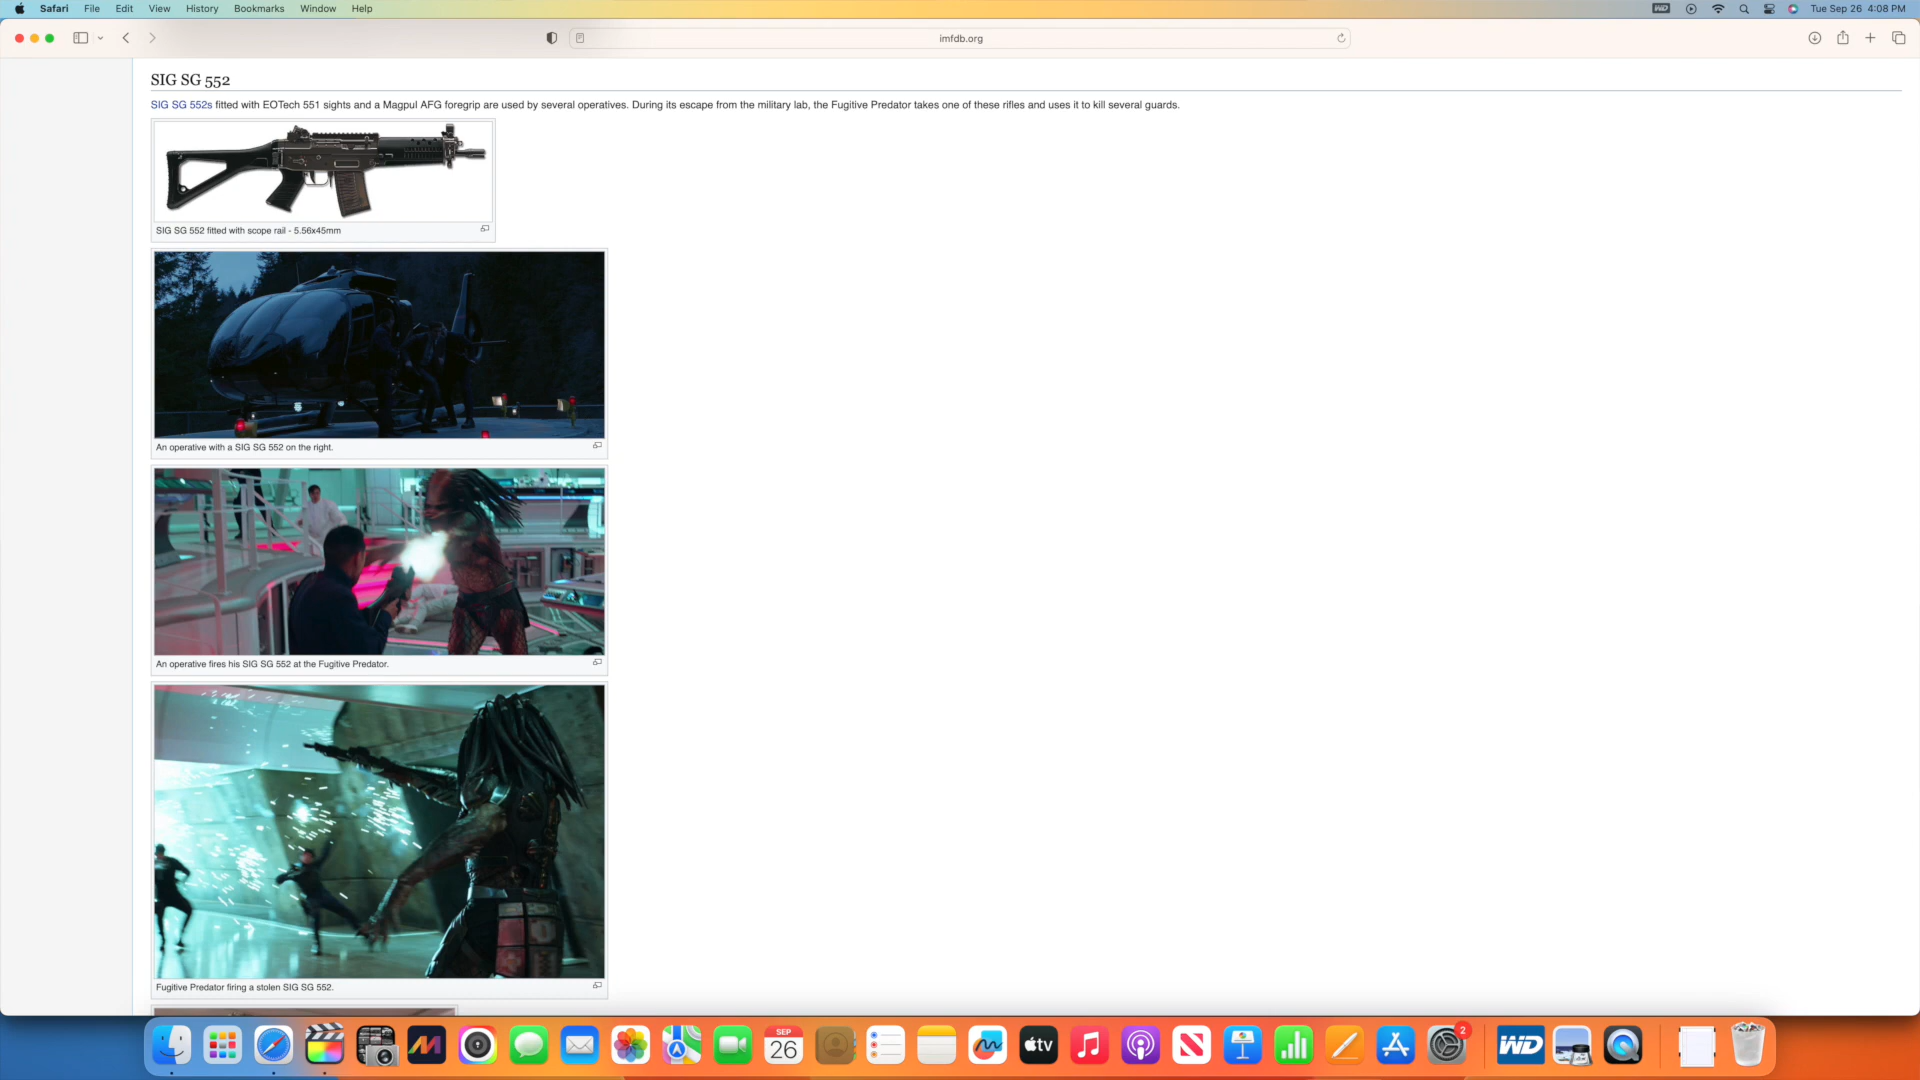 Safari File Edit View History Bookmarks Window Help
WD
Tue Sep 26 4:08 PM
imfdb.org
SIG SG 552
SIG SG 552s fitted with EOTech 551 sights and a Magpul AFG foregrip are used by several operatives. During its escape from the military lab, the Fugitive Predator takes one of these rifles and uses it to kill several guards.
SIG SG 552 fitted with scope rail - 5.56x45mm
An operative with a SIG SG 552 on the right.
An operative fires his SIG SG 552 at the Fugitive Predator.
Fugitive Predator firing a stolen SIG SG 552.
SEP
26
tv
2
WD